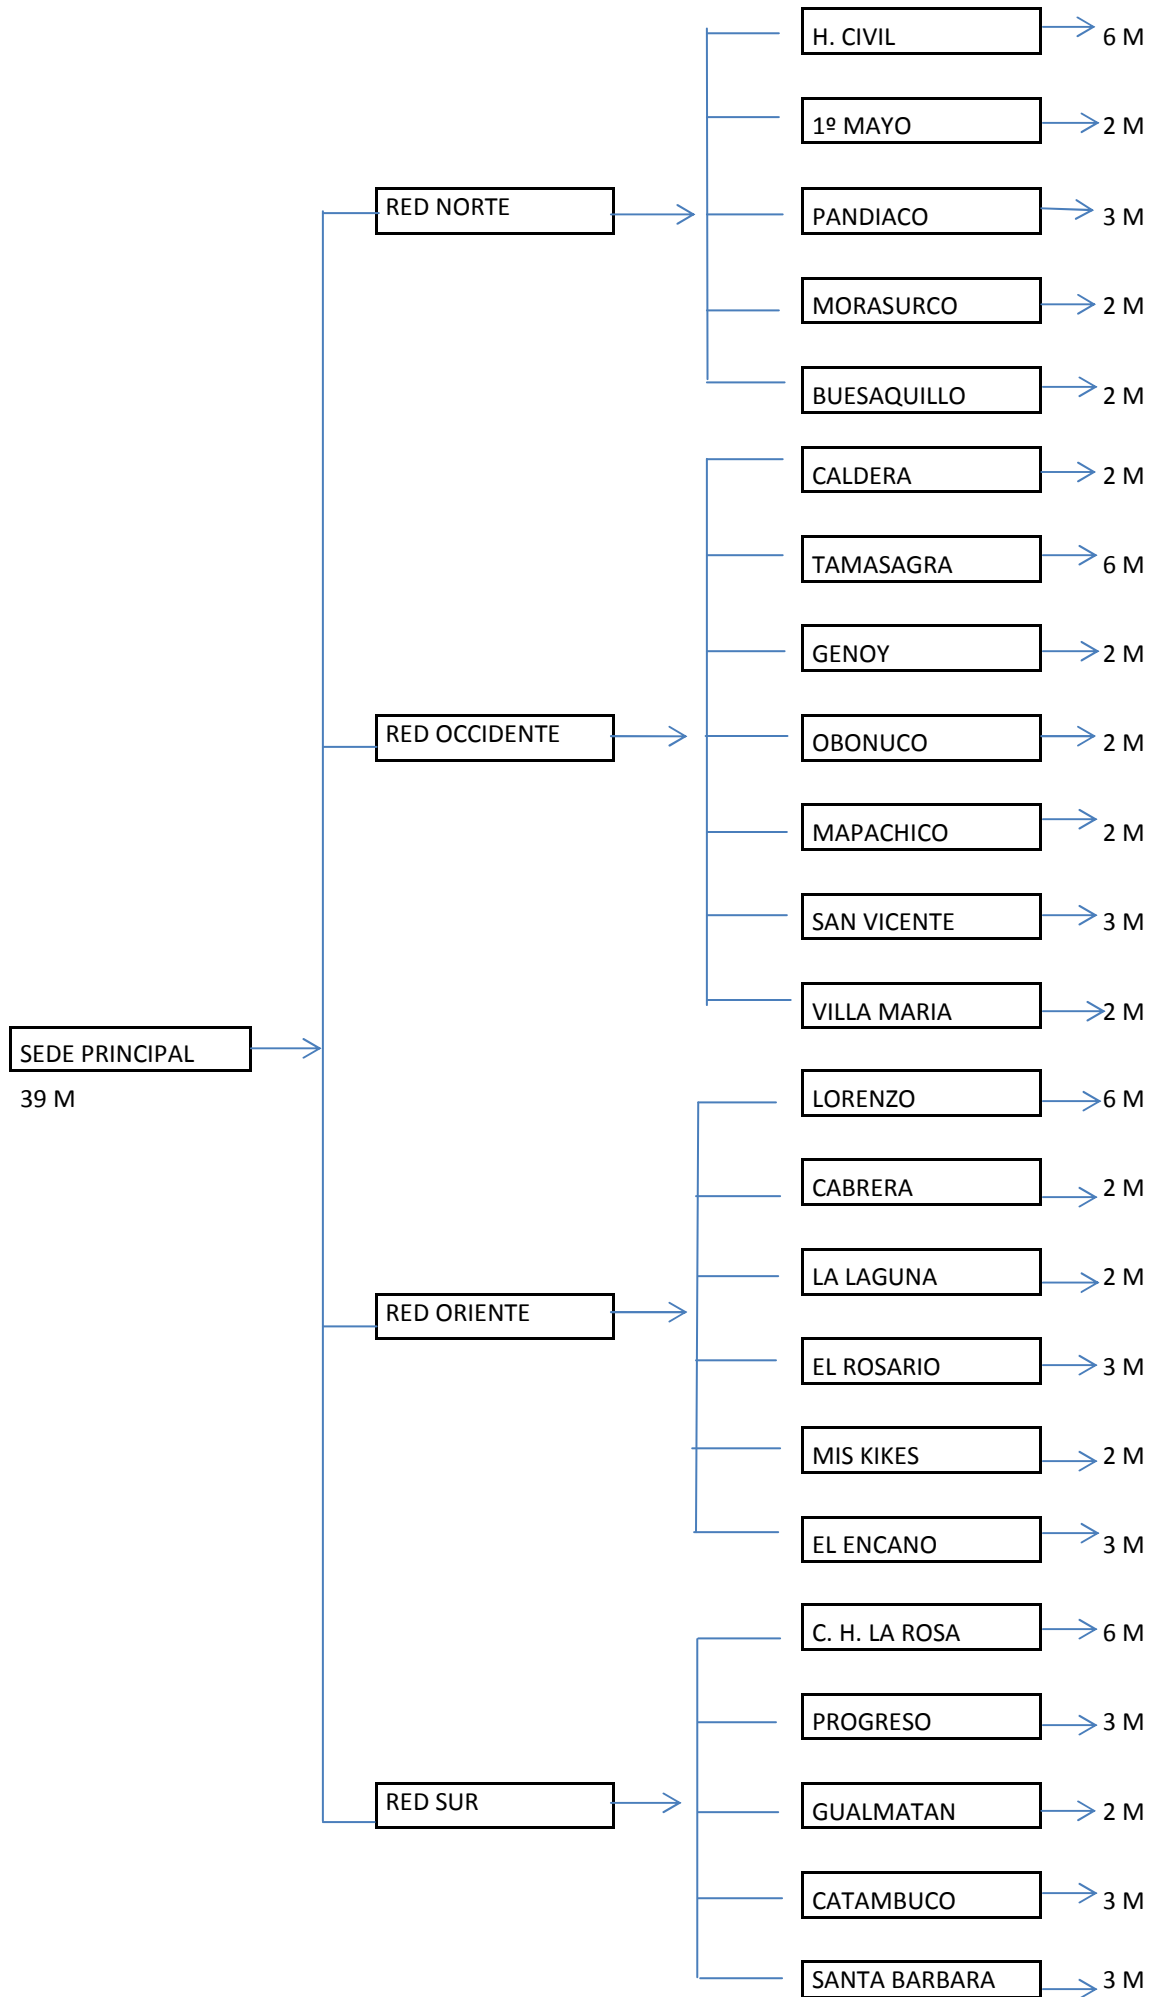 H. CIVIL
6 M
1º MAYO
2 M
RED NORTE
PANDIACO
3 M
MORASURCO
2 M
BUESAQUILLO
2 M
CALDERA
2 M
TAMASAGRA
6 M
GENOY
2 M
RED OCCIDENTE
OBONUCO
2 M
MAPACHICO
2 M
SAN VICENTE
3 M
VILLA MARIA
2 M
SEDE PRINCIPAL
39 M
LORENZO
6 M
CABRERA
2 M
LA LAGUNA
2 M
RED ORIENTE
EL ROSARIO
3 M
MIS KIKES
2 M
EL ENCANO
3 M
C. H. LA ROSA
6 M
PROGRESO
3 M
RED SUR
GUALMATAN
2 M
CATAMBUCO
3 M
SANTA BARBARA
3 M